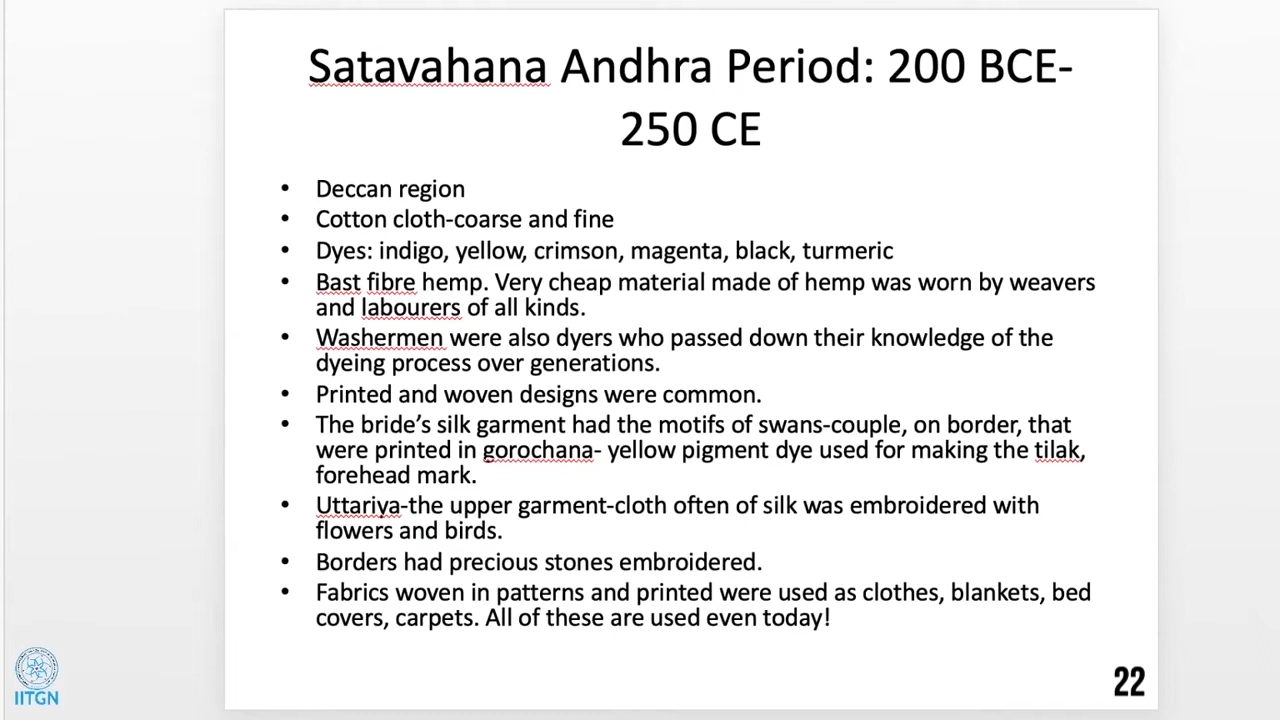 Satavahana Andhra Period: 200 BCE-
250 CE
• Deccan region
• Cotton cloth-coarse and fine
• Dyes: indigo, yellow, crimson, magenta, black, turmeric
• Bast fibre hemp. Very cheap material made of hemp was worn by weavers
and labourers of all kinds.
• Washermen were also dyers who passed down their knowledge of the
dyeing process over generations.
• Printed and woven designs were common.
• The bride’s silk garment had the motifs of swans-couple, on border, that
were printed in gorochana- yellow pigment dye used for making the tilak,
forehead mark.
• Uttariya-the upper garment-cloth often of silk was embroidered with
flowers and birds.
• Borders had precious stones embroidered.
• Fabrics woven in patterns and printed were used as clothes, blankets, bed
covers, carpets. All of these are used even today!
IITGN
22